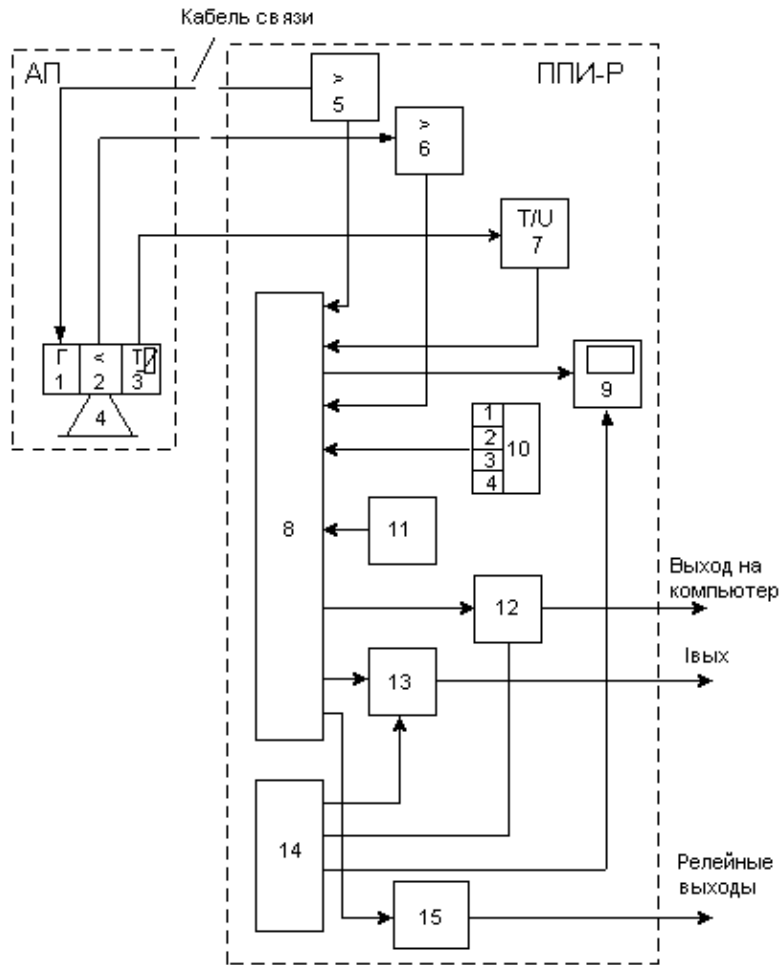 Кабель связи
АП
ППИ-Р
>
5
>
6
T/U
7
Г
1
<
2
T
3
4
9
1
2
3
4
10
8
11
12
Выход на
компьютер
Iвых
13
14
Релейные
выходы
15